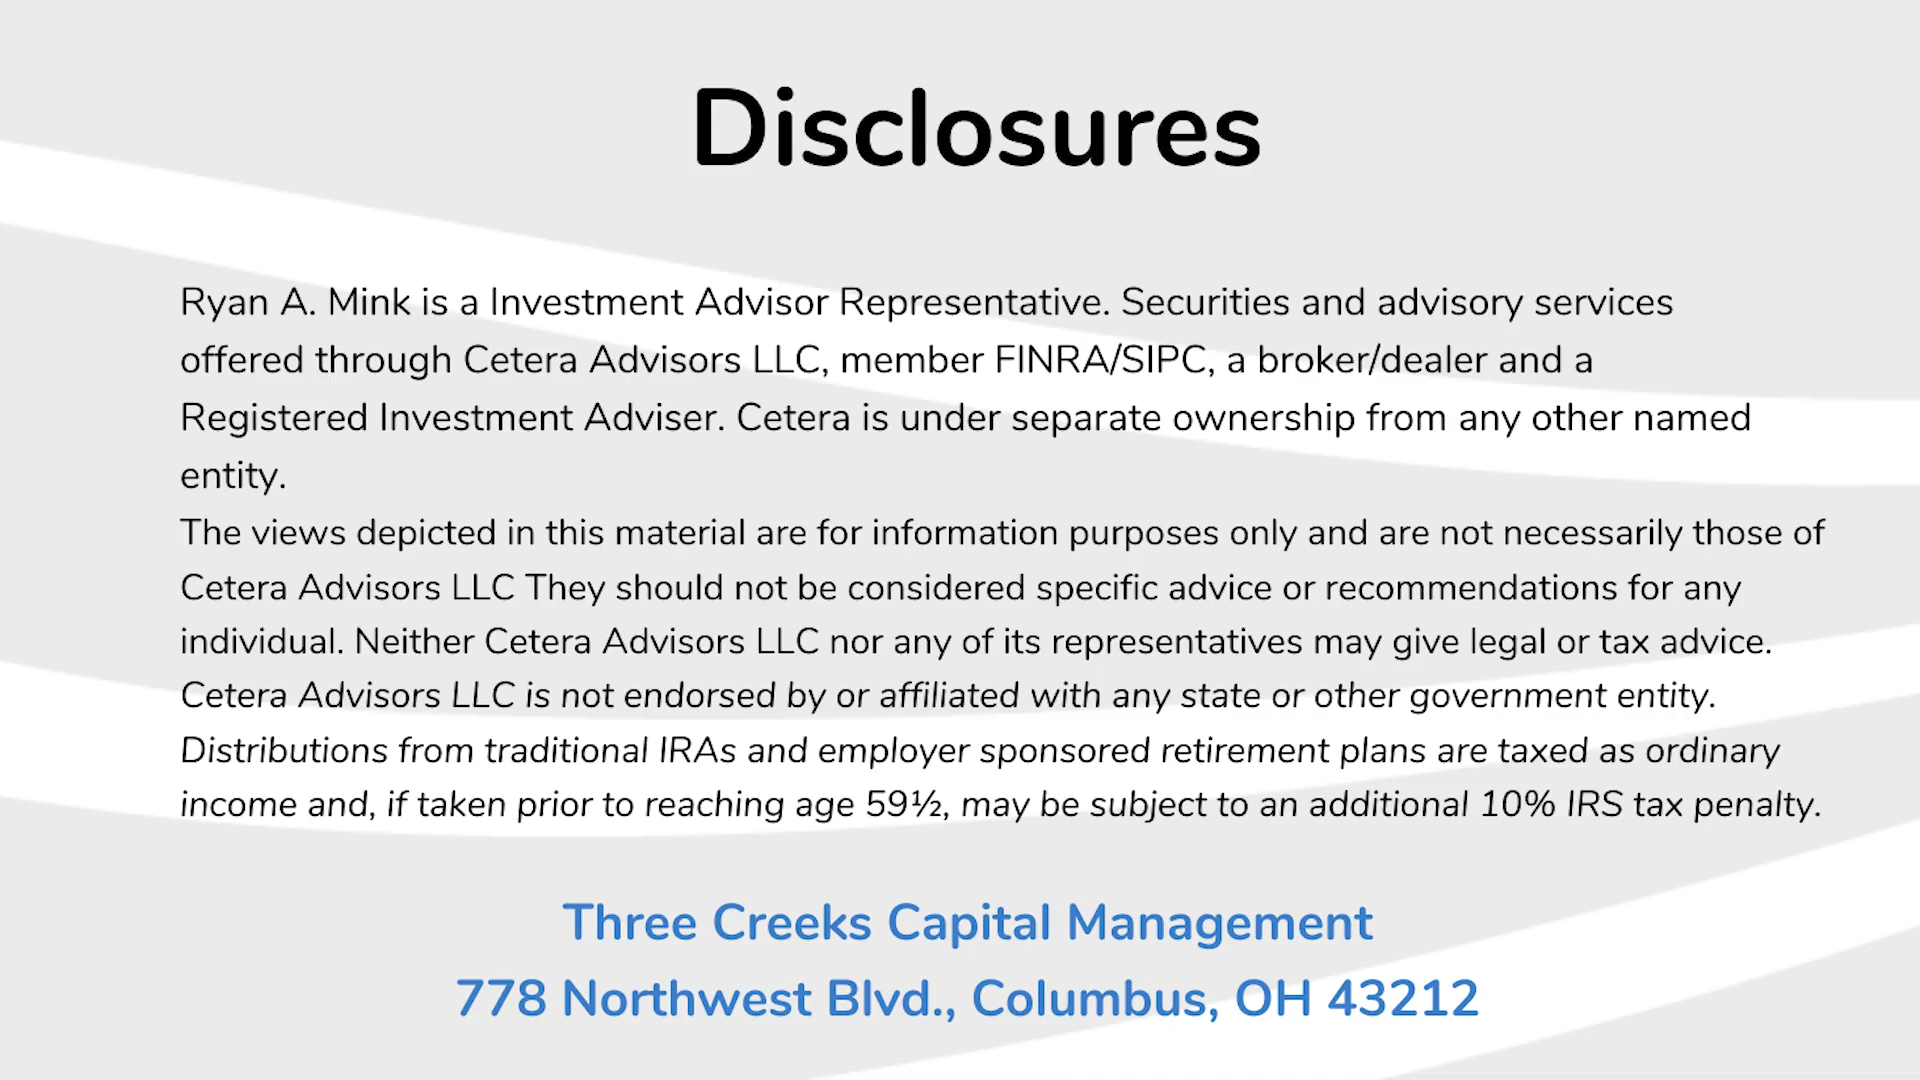 Disclosures
Ryan A. Mink is a Investment Advisor Representative. Securities and advisory services
offered through Cetera Advisors LLC, member FINRA/SIPC, a broker/dealer and a
Registered Investment Adviser. Cetera is under separate ownership from any other named
entity.
The views depicted in this material are for information purposes only and are not necessarily those of
Cetera Advisors LLC They should not be considered specific advice or recommendations for any
individual. Neither Cetera Advisors LLC nor any of its representatives may give legal or tax advice.
Cetera Advisors LLC is not endorsed by or affiliated with any state or other government entity.
Distributions from traditional IRAs and employer sponsored retirement plans are taxed as ordinary
income and, if taken prior to reaching age 59½, may be subject to an additional 10% IRS tax penalty.
Three Creeks Capital Management
778 Northwest Blvd., Columbus, OH 43212